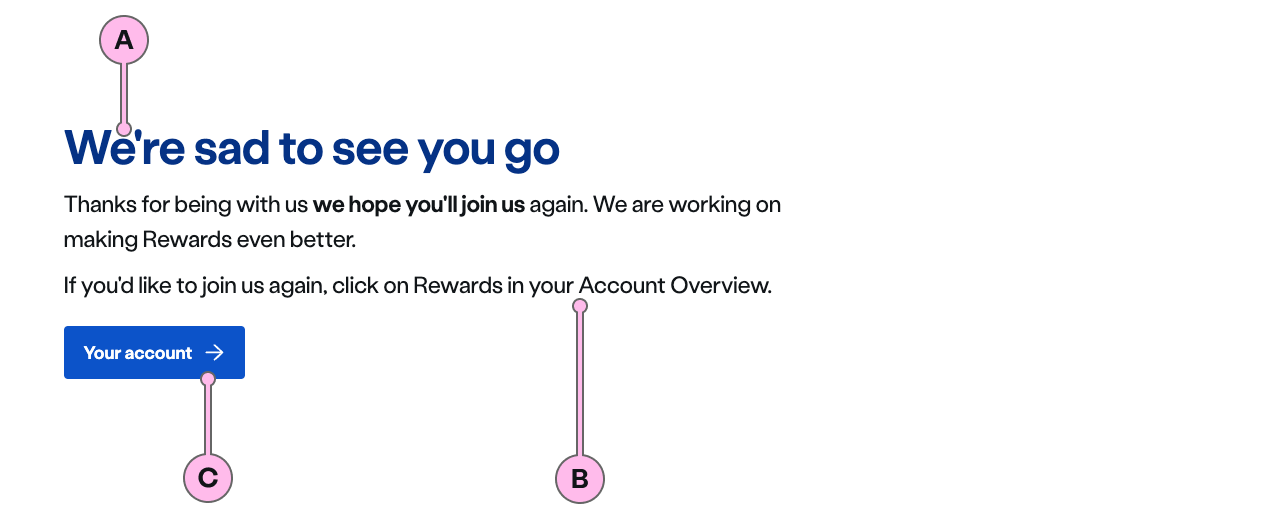 A
We're sad to see you go
Thanks for being with us we hope you'll join us again. We are working on
making Rewards even better.
If you'd like to join us again, click on Rewards in your Account Overview.
Your account
C
B